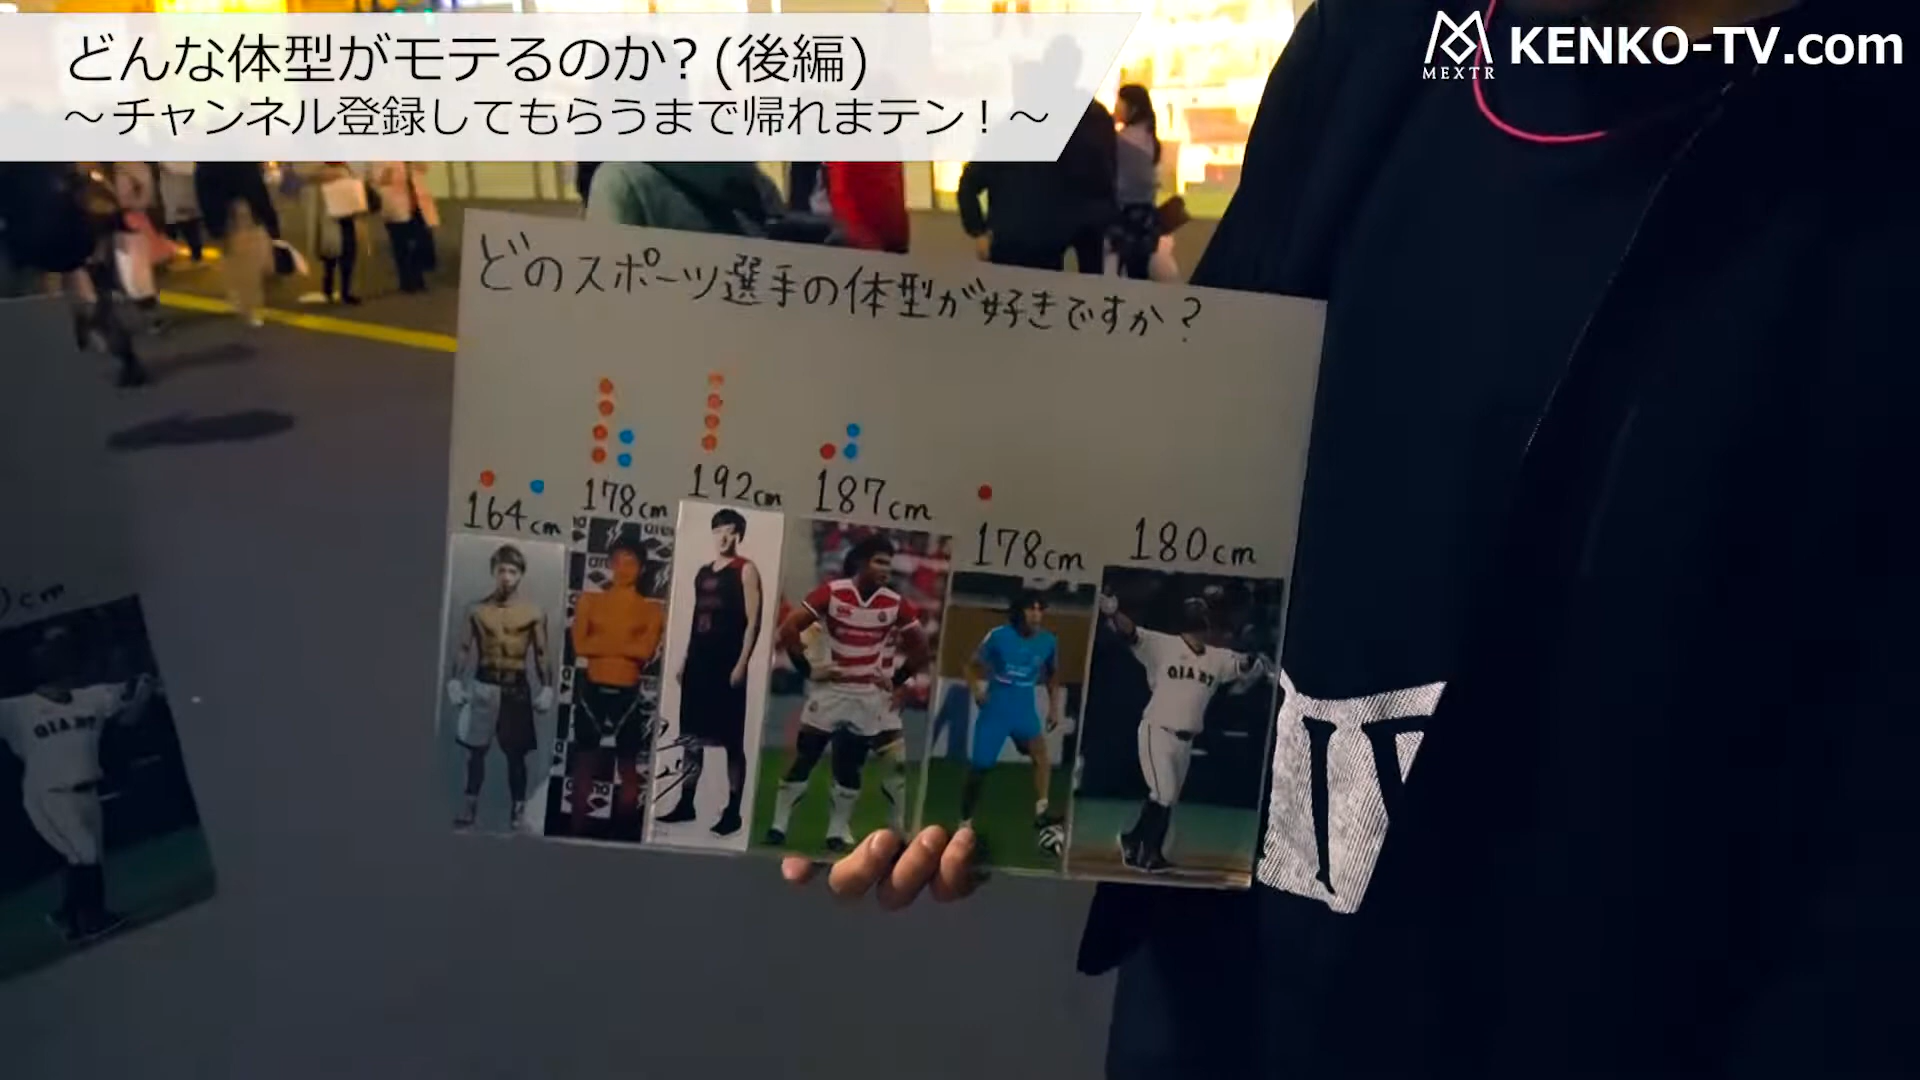 どんな体型がモテるのか？(後編)
～チャンネル登録してもらうまで帰れまテン！～
MEXTR
KENKO-TV.com
どのスポーツ選手の体型が好きですか？
164cm
178cm
192cm
187cm
178cm
180cm
GIANT
cm
GIANT